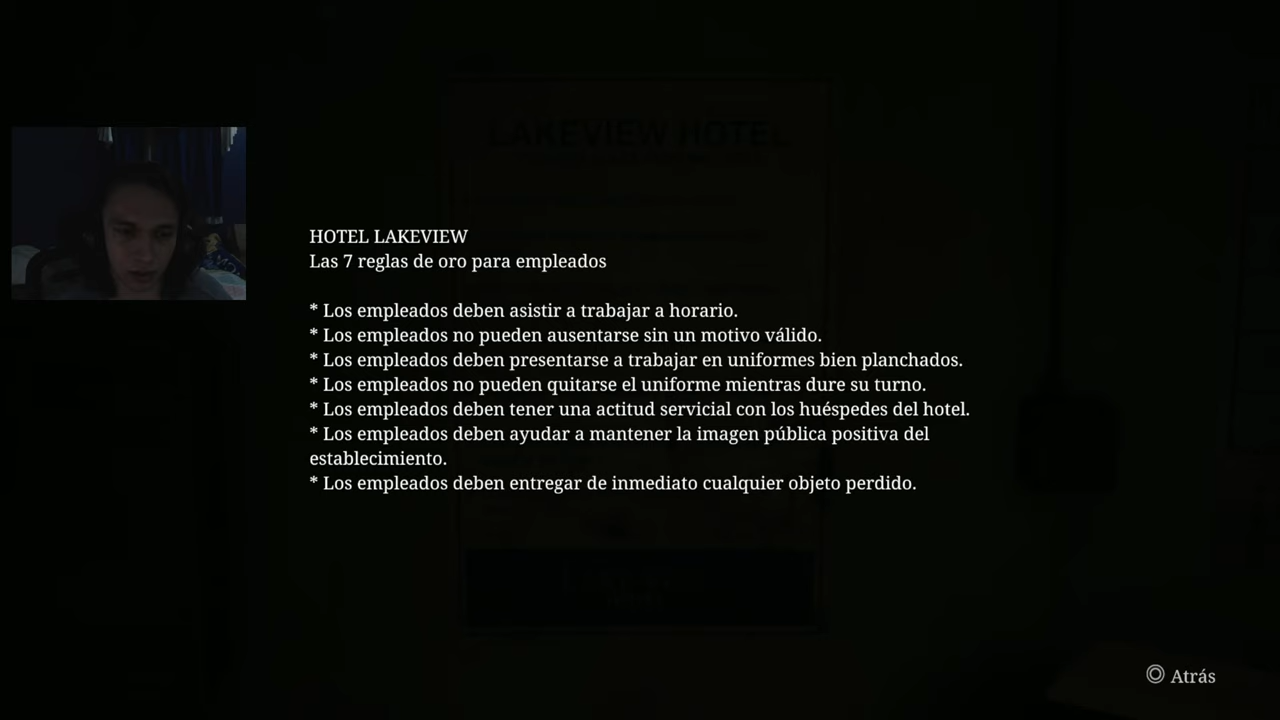 LAKEVIEW HOTEL
HOTEL LAKEVIEW
Las 7 reglas de oro para empleados
* Los empleados deben asistir a trabajar a horario.
* Los empleados no pueden ausentarse sin un motivo válido.
* Los empleados deben presentarse a trabajar en uniformes bien planchados.
* Los empleados no pueden quitarse el uniforme mientras dure su turno.
* Los empleados deben tener una actitud servicial con los huéspedes del hotel.
* Los empleados deben ayudar a mantener la imagen pública positiva del
establecimiento.
* Los empleados deben entregar de inmediato cualquier objeto perdido.
Atrás